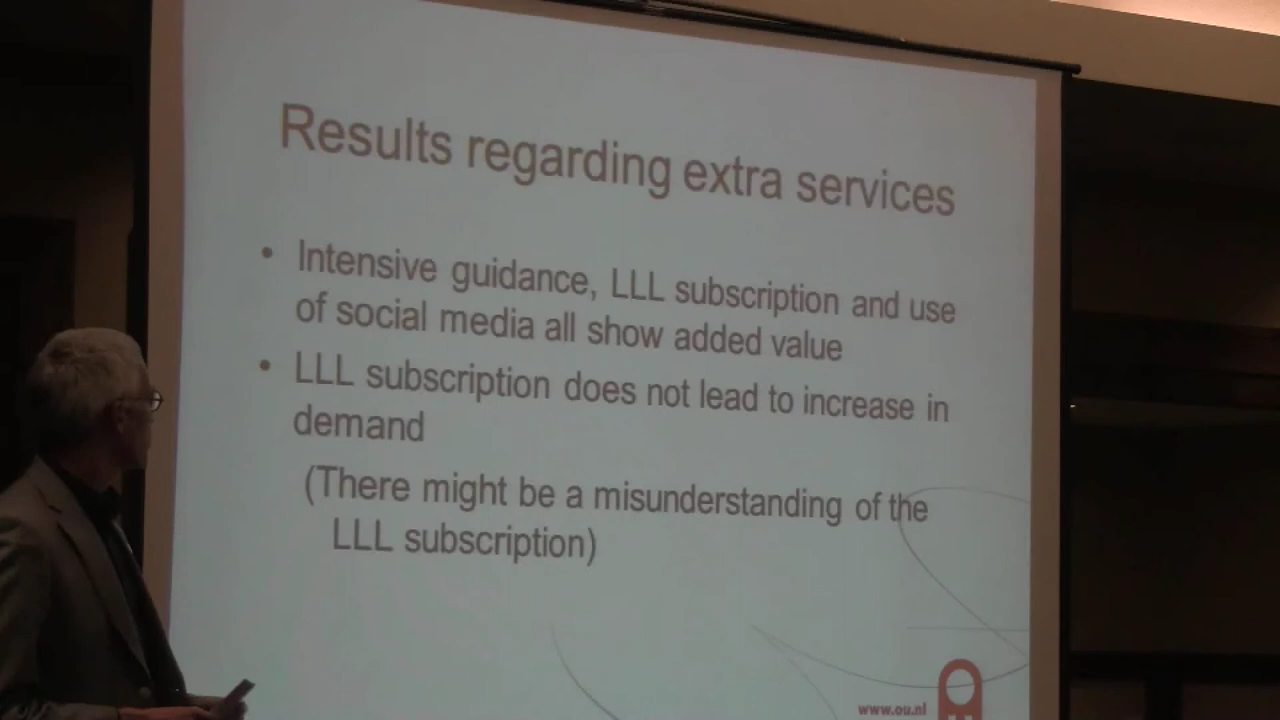 Results regarding extra services
• Intensive guidance, LLL subscription and use
of social media all show added value
• LLL subscription does not lead to increase in
demand
(There might be a misunderstanding of the
LLL subscription)
www.ou.nl